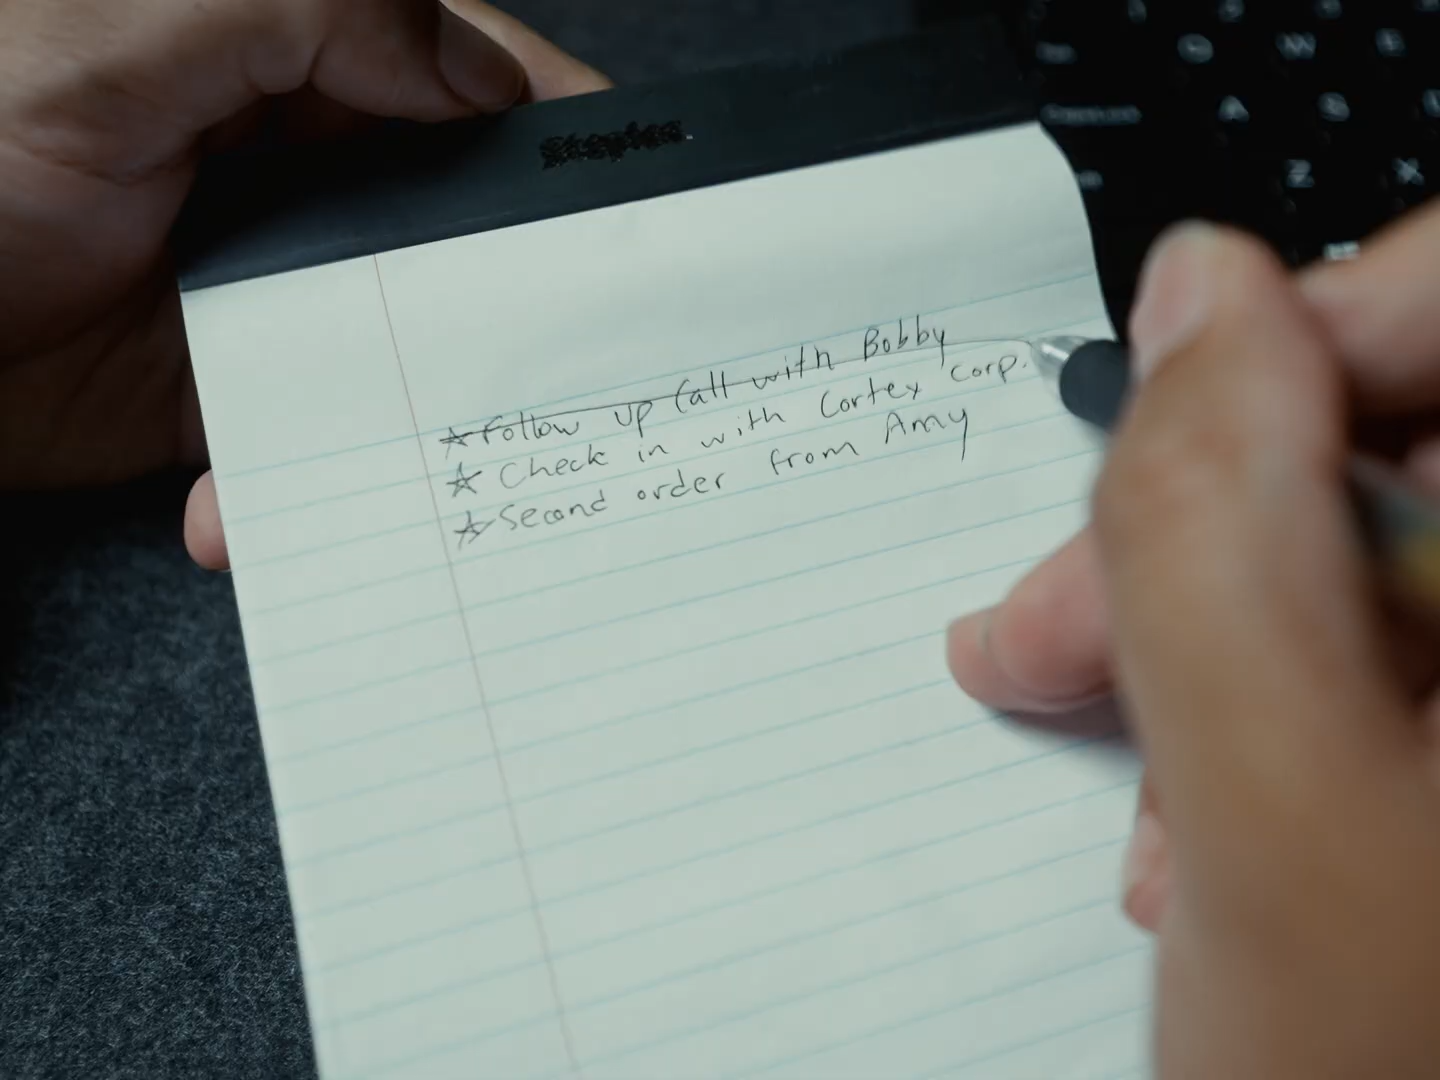 ☆ Follow up Call with Bobby
☆ Check in with Cortex corp.
☆ Second order from Amy
Q W E
A S
Z X